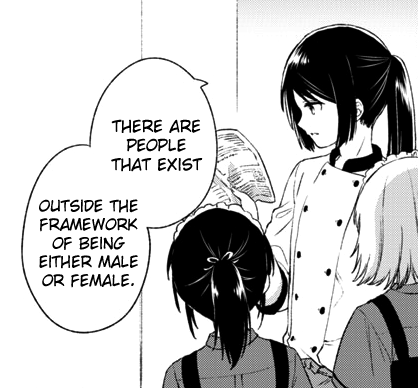 THERE ARE
PEOPLE
THAT EXIST
OUTSIDE THE
FRAMEWORK
OF BEING
EITHER MALE
OR FEMALE.